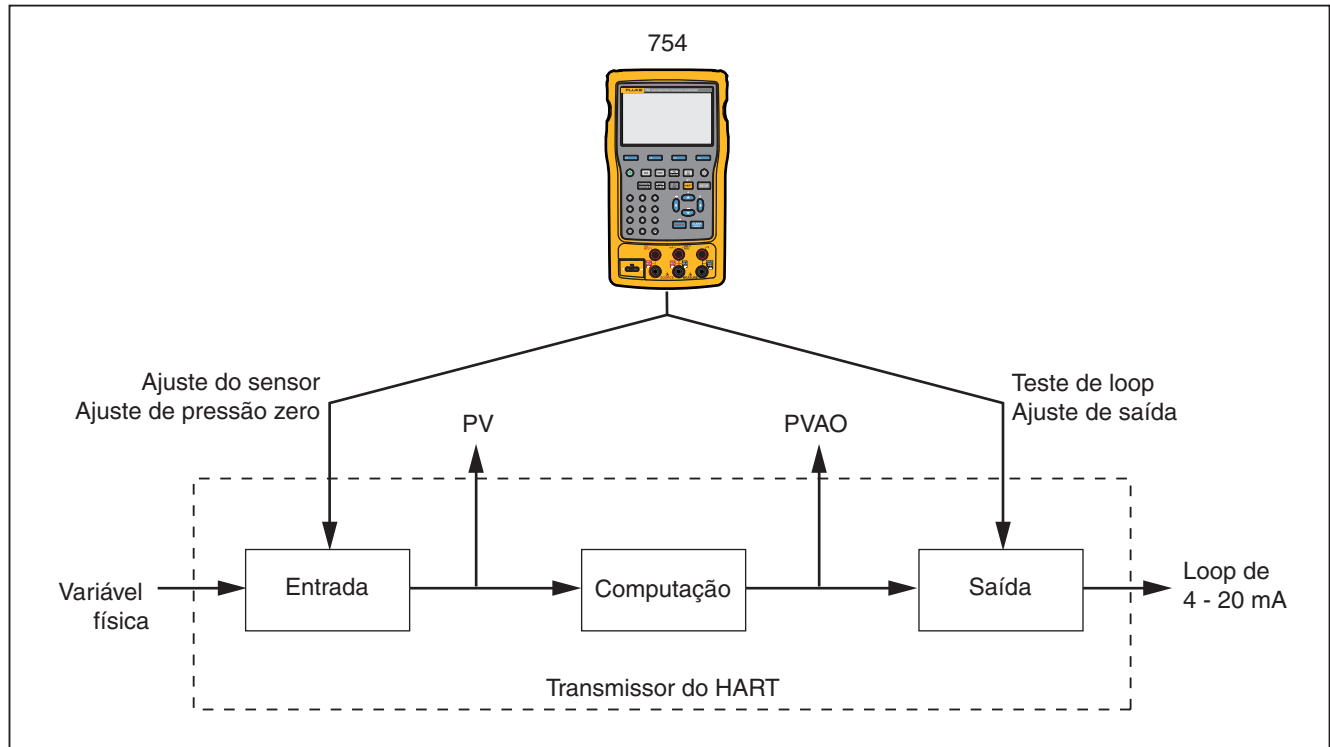 754
FLUKE
Ajuste do sensor
Ajuste de pressão zero
Teste de loop
Ajuste de saída
PV
PVAO
Variável
física
Entrada
Computação
Saída
Loop de
4 - 20 mA
Transmissor do HART